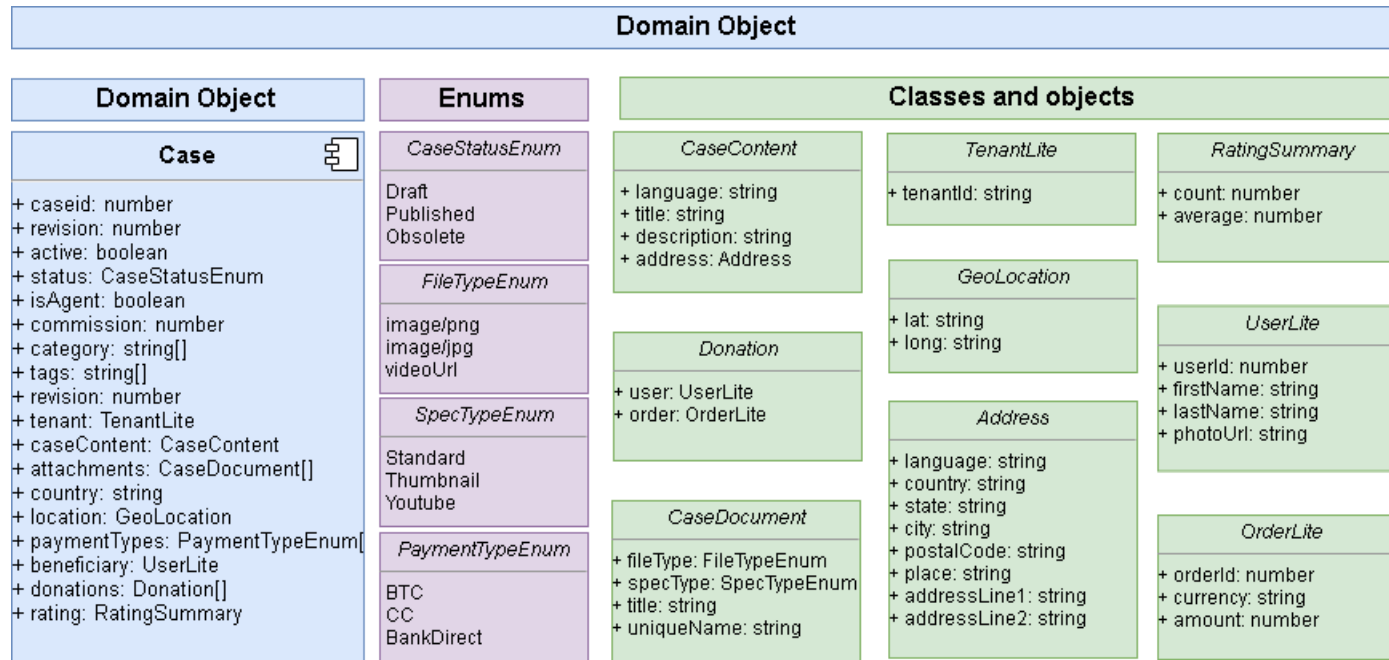 Domain Object
Domain Object
Case
+ caseid: number
+ revision: number
+ active: boolean
+ status: CaseStatusEnum
+ isAgent: boolean
+ commission: number
+ category: string[]
+ tags: string[]
+ revision: number
+ tenant: TenantLite
+ caseContent: CaseContent
+ attachments: CaseDocument[]
+ country: string
+ location: GeoLocation
+ paymentTypes: PaymentTypeEnum[
+ beneficiary: UserLite
+ donations: Donation[]
+ rating: RatingSummary
Enums
CaseStatusEnum
Draft
Published
Obsolete
FileTypeEnum
image/png
image/jpg
videoUrl
SpecTypeEnum
Standard
Thumbnail
Youtube
PaymentTypeEnum
BTC
CC
BankDirect
Classes and objects
CaseContent
+ language: string
+ title: string
+ description: string
+ address: Address
Donation
+ user: UserLite
+ order: OrderLite
CaseDocument
+ fileType: FileTypeEnum
+ specType: SpecTypeEnum
+ title: string
+ uniqueName: string
TenantLite
+ tenantId: string
GeoLocation
+ lat: string
+ long: string
Address
+ language: string
+ country: string
+ state: string
+ city: string
+ postalCode: string
+ place: string
+ addressLine1: string
+ addressLine2: string
RatingSummary
+ count: number
+ average: number
UserLite
+ userId: number
+ firstName: string
+ lastName: string
+ photoUrl: string
OrderLite
+ orderId: number
+ currency: string
+ amount: number